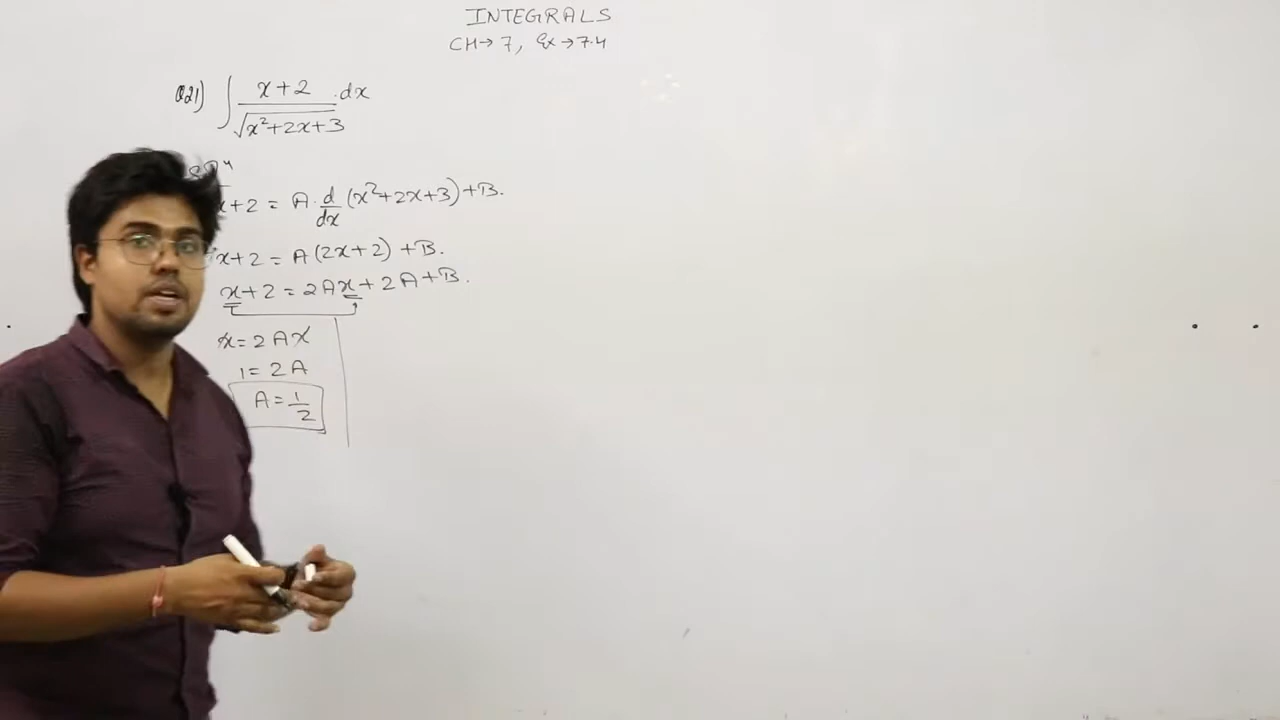 INTEGRALS
CH→7, Ex→7.4
Q21) ∫ x+2 / √x²+2x+3 .dx
x+2 = A. d/dx (x²+2x+3)+B.
x+2 = A(2x+2) +B.
x+2 = 2Ax+2A+B.
x=2Ax
1=2A
A=1/2